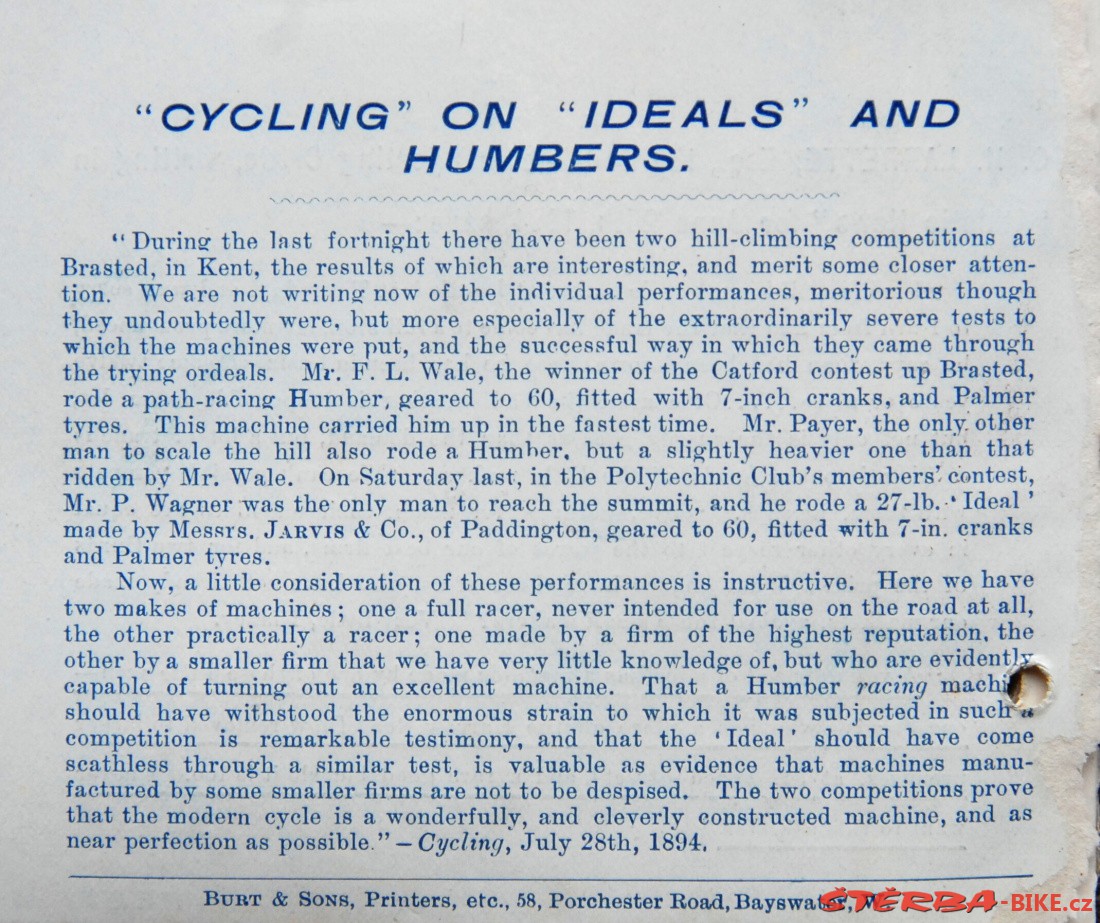 “CYCLING” ON “IDEALS” AND
HUMBERS.
“During the last fortnight there have been two hill-climbing competitions at
Brasted, in Kent, the results of which are interesting, and merit some closer atten-
tion. We are not writing now of the individual performances, meritorious though
they undoubtedly were, but more especially of the extraordinarily severe tests to
which the machines were put, and the successful way in which they came through
the trying ordeals. Mr. F. L. Wale, the winner of the Catford contest up Brasted,
rode a path-racing Humber, geared to 60, fitted with 7-inch cranks, and Palmer
tyres. This machine carried him up in the fastest time. Mr. Payer, the only other
man to scale the hill also rode a Humber, but a slightly heavier one than that
ridden by Mr. Wale. On Saturday last, in the Polytechnic Club's members' contest,
Mr. P. Wagner was the only man to reach the summit, and he rode a 27-lb. ‘Ideal’
made by Messrs. JARVIS & Co., of Paddington, geared to 60, fitted with 7-in. cranks
and Palmer tyres.
Now, a little consideration of these performances is instructive. Here we have
two makes of machines; one a full racer, never intended for use on the road at all,
the other practically a racer; one made by a firm of the highest reputation, the
other by a smaller firm that we have very little knowledge of, but who are evidently
capable of turning out an excellent machine. That a Humber racing machi
should have withstood the enormous strain to which it was subjected in such a
competition is remarkable testimony, and that the ‘Ideal’ should have come
scathless through a similar test, is valuable as evidence that machines manu-
factured by some smaller firms are not to be despised. The two competitions prove
that the modern cycle is a wonderfully, and cleverly constructed machine, and as
near perfection as possible.”—Cycling, July 28th, 1894.
BURT & SONS, Printers, etc., 58, Porchester Road, Bayswater, W.
ŠTĚRBA-BIKE.cz